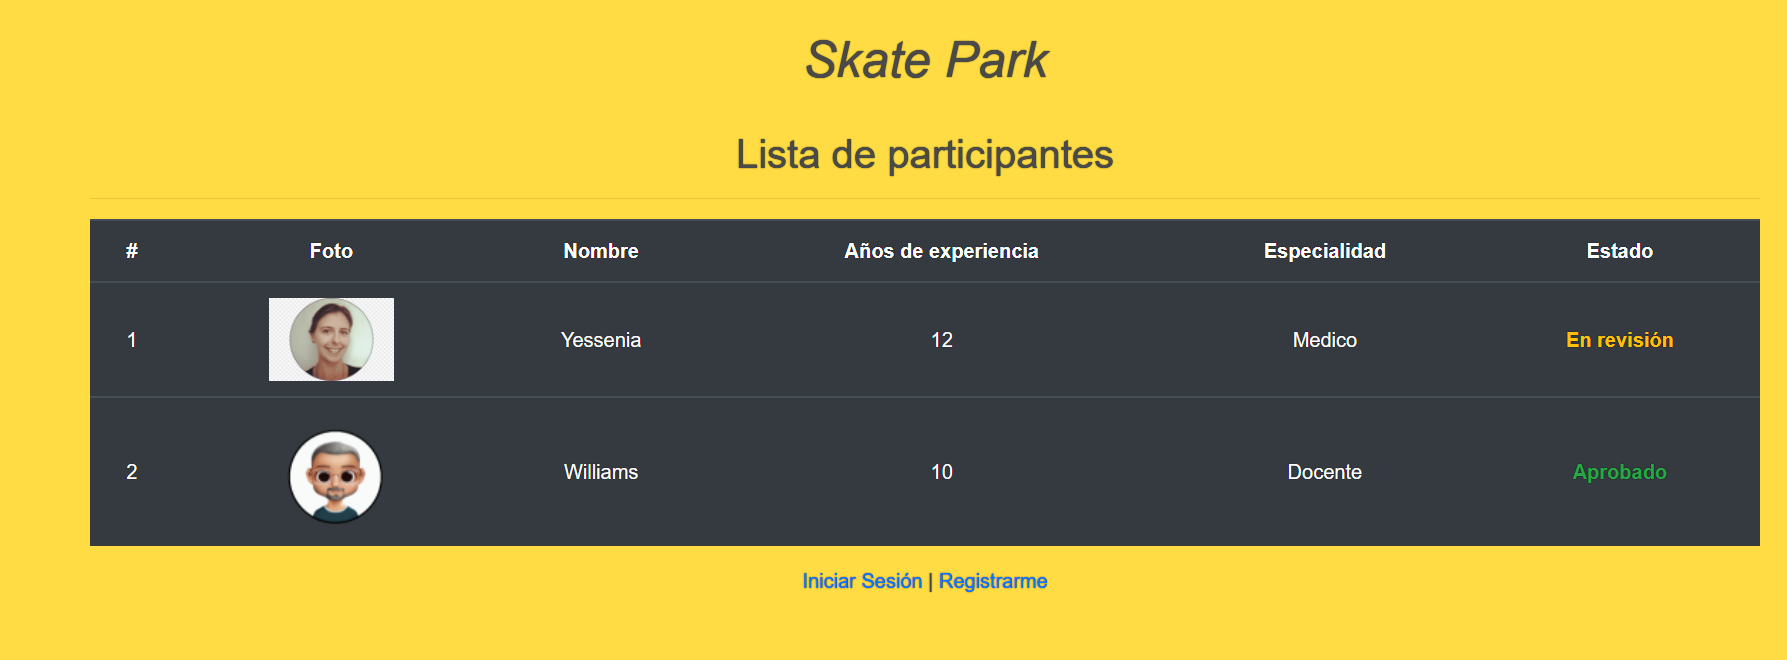 Skate Park
Lista de participantes
# Foto Nombre Años de experiencia Especialidad Estado
1 Yessenia 12 Medico En revisión
2 Williams 10 Docente Aprobado
Iniciar Sesión | Registrarme